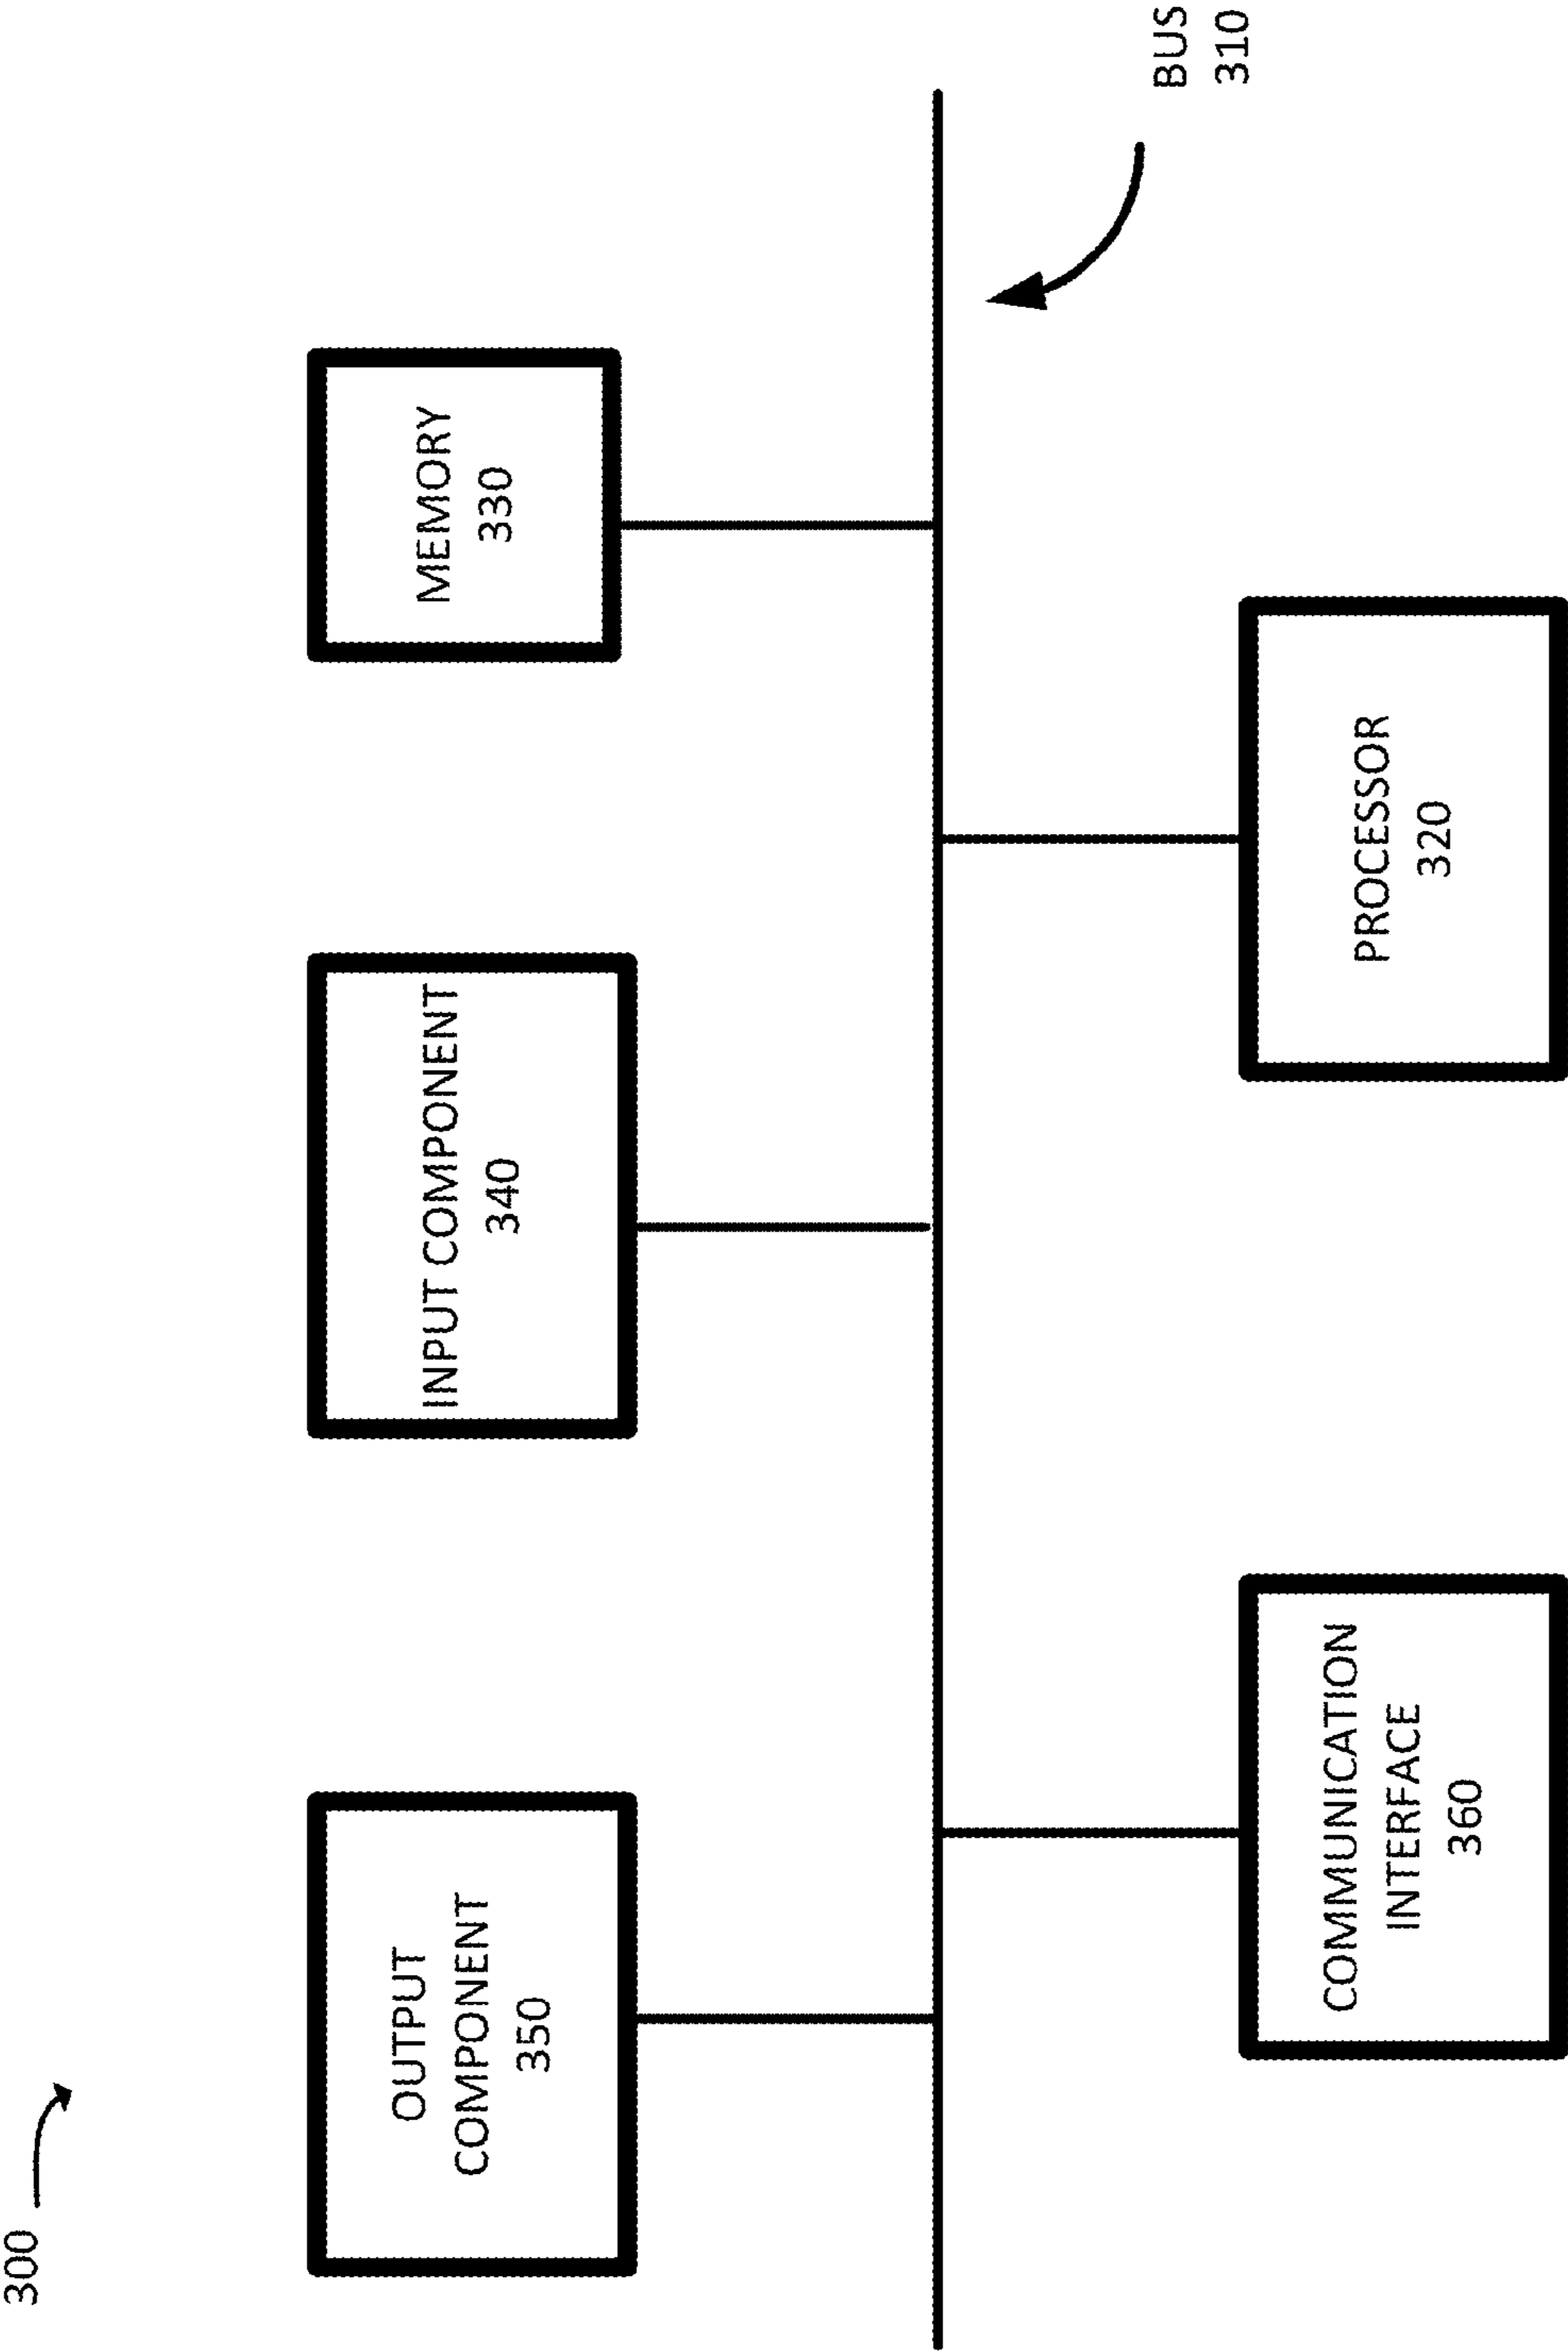 300
OUTPUT
COMPONENT
350
INPUT COMPONENT
340
MEMORY
330
COMMUNICATION
INTERFACE
360
PROCESSOR
320
BUS
310